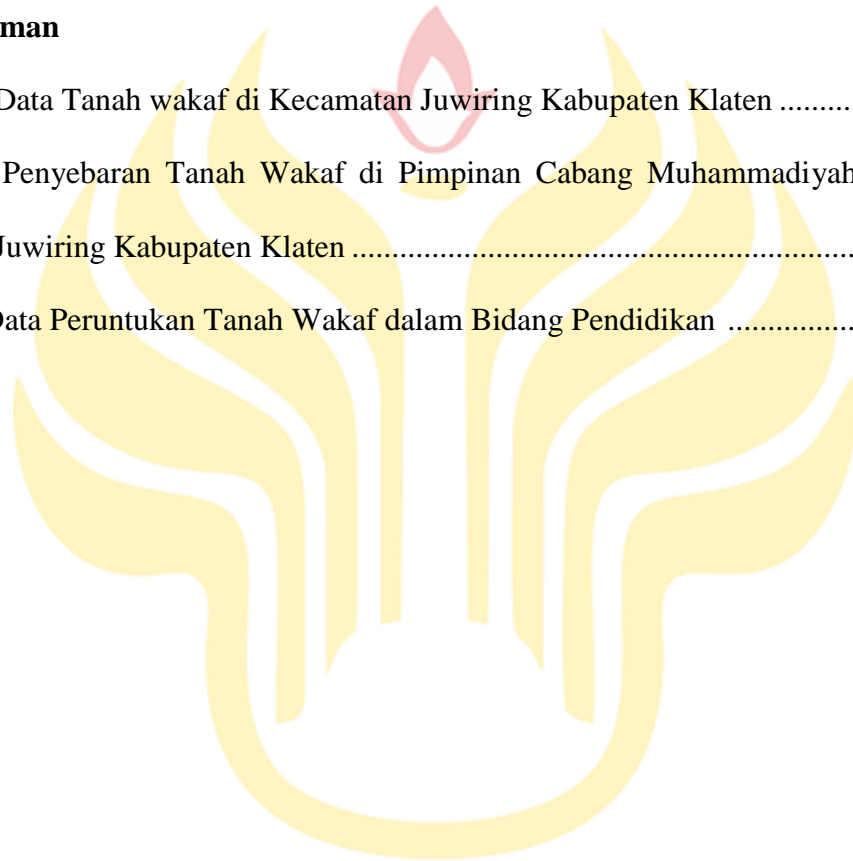 man
Data Tanah wakaf di Kecamatan Juwiring Kabupaten Klaten .........
Penyebaran Tanah Wakaf di Pimpinan Cabang Muhammadiyah
Juwiring Kabupaten Klaten ................................................................
Data Peruntukan Tanah Wakaf dalam Bidang Pendidikan ................